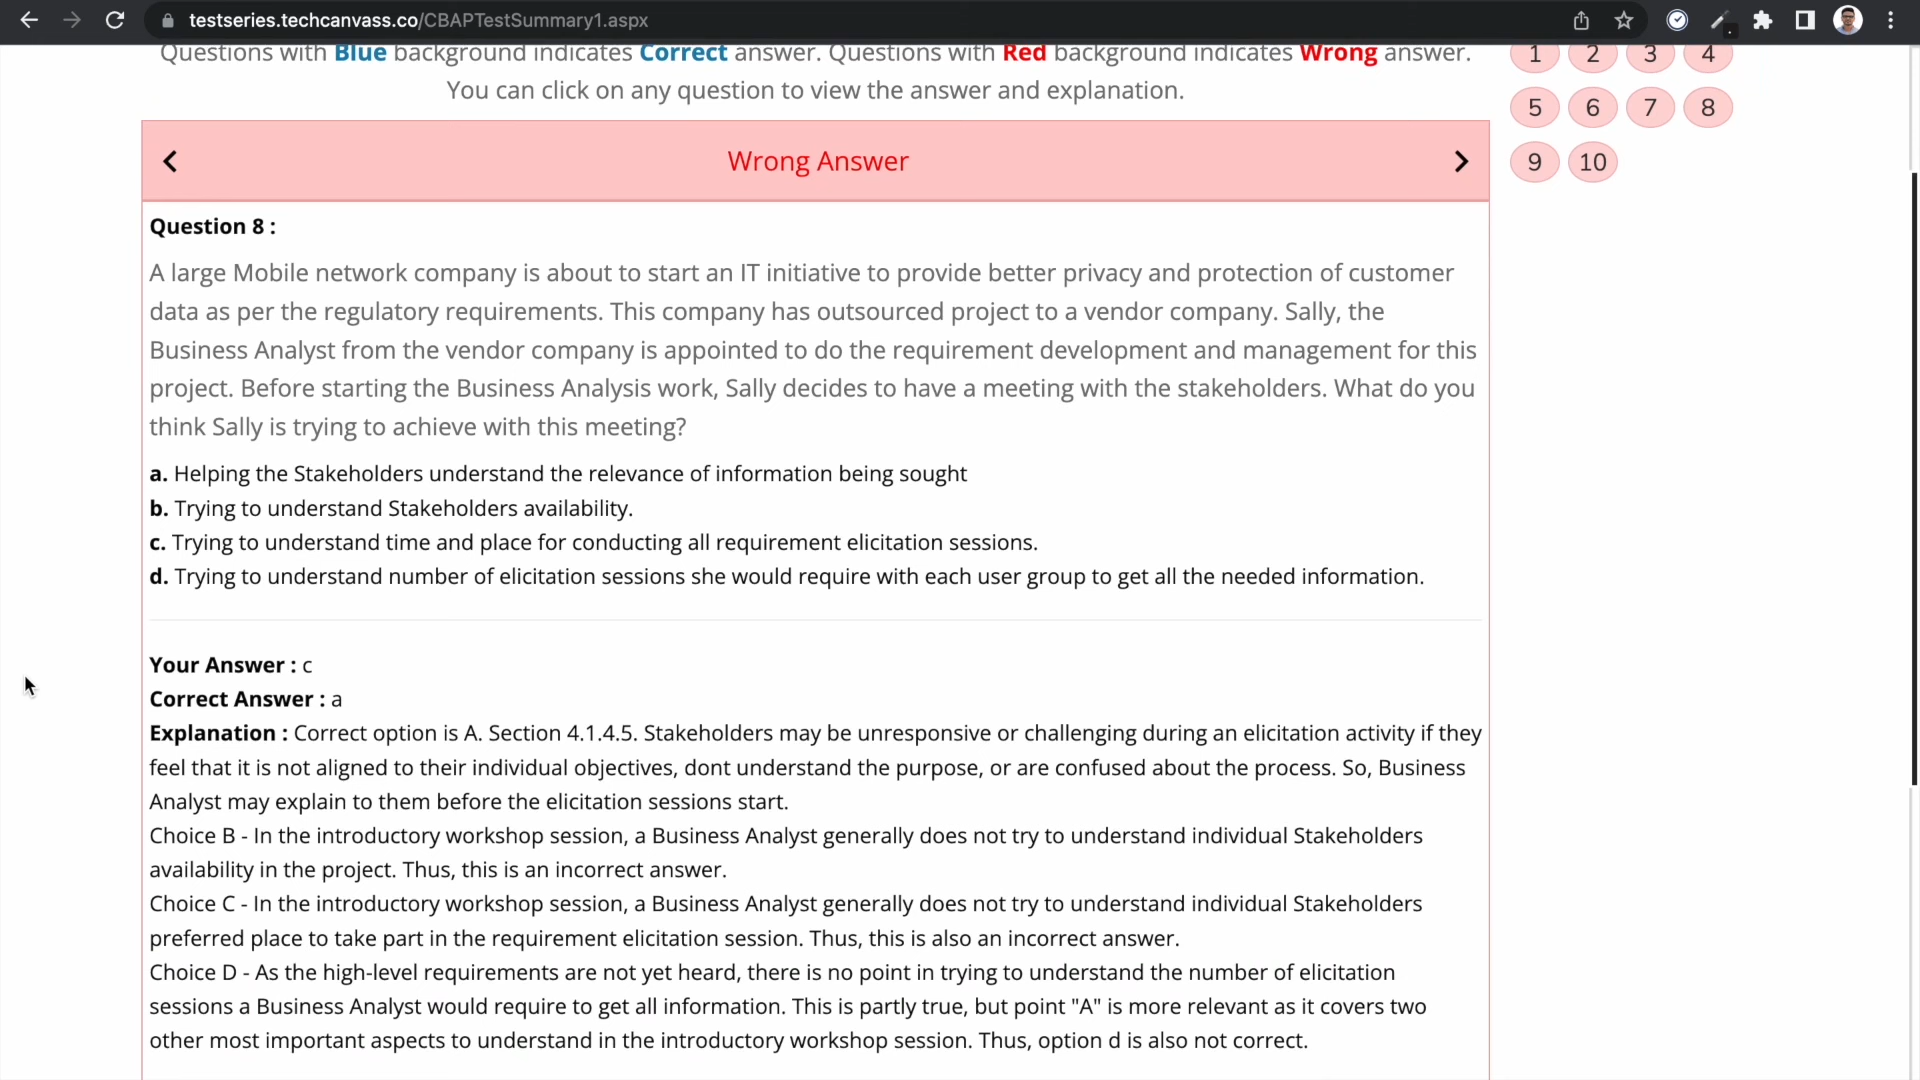 testseries.techcanvass.co/CBAPTestSummary1.aspx
Questions with Blue background indicates Correct answer. Questions with Red background indicates Wrong answer.
You can click on any question to view the answer and explanation.
1 2 3 4
5 6 7 8
9 10
Wrong Answer
Question 8 :
A large Mobile network company is about to start an IT initiative to provide better privacy and protection of customer
data as per the regulatory requirements. This company has outsourced project to a vendor company. Sally, the
Business Analyst from the vendor company is appointed to do the requirement development and management for this
project. Before starting the Business Analysis work, Sally decides to have a meeting with the stakeholders. What do you
think Sally is trying to achieve with this meeting?
a. Helping the Stakeholders understand the relevance of information being sought
b. Trying to understand Stakeholders availability.
c. Trying to understand time and place for conducting all requirement elicitation sessions.
d. Trying to understand number of elicitation sessions she would require with each user group to get all the needed information.
Your Answer : c
Correct Answer : a
Explanation : Correct option is A. Section 4.1.4.5. Stakeholders may be unresponsive or challenging during an elicitation activity if they
feel that it is not aligned to their individual objectives, dont understand the purpose, or are confused about the process. So, Business
Analyst may explain to them before the elicitation sessions start.
Choice B - In the introductory workshop session, a Business Analyst generally does not try to understand individual Stakeholders
availability in the project. Thus, this is an incorrect answer.
Choice C - In the introductory workshop session, a Business Analyst generally does not try to understand individual Stakeholders
preferred place to take part in the requirement elicitation session. Thus, this is also an incorrect answer.
Choice D - As the high-level requirements are not yet heard, there is no point in trying to understand the number of elicitation
sessions a Business Analyst would require to get all information. This is partly true, but point "A" is more relevant as it covers two
other most important aspects to understand in the introductory workshop session. Thus, option d is also not correct.